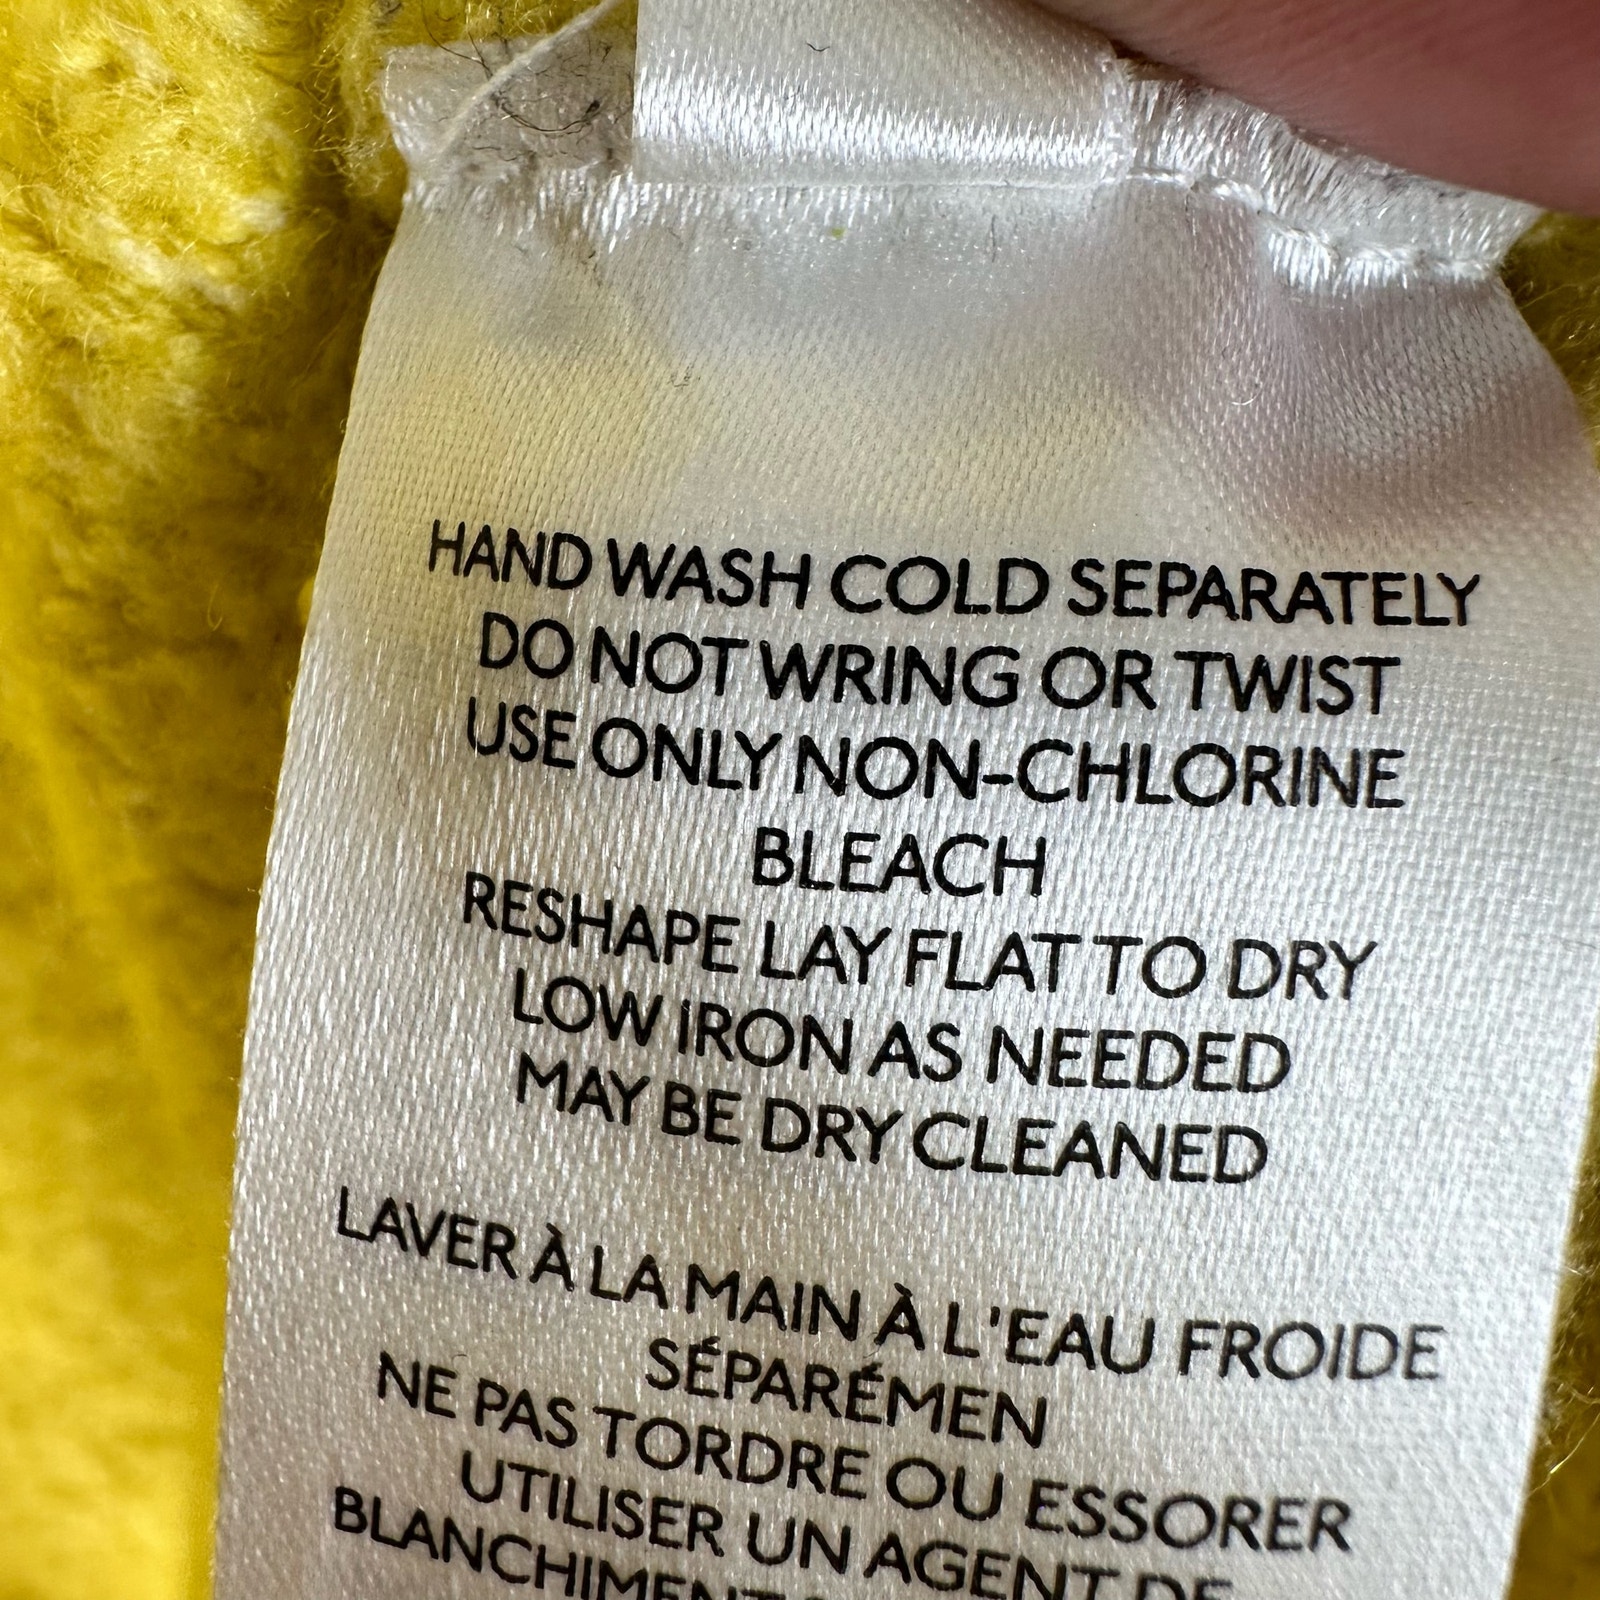 HAND WASH COLD SEPARATELY
DO NOT WRING OR TWIST
USE ONLY NON-CHLORINE
BLEACH
RESHAPE LAY FLAT TO DRY
LOW IRON AS NEEDED
MAY BE DRY CLEANED
LAVER À LA MAIN À L'EAU FROIDE
SÉPARÉMEN
NE PAS TORDRE OU ESSORER
UTILISER UN AGENT DE
BLANCHIMENT